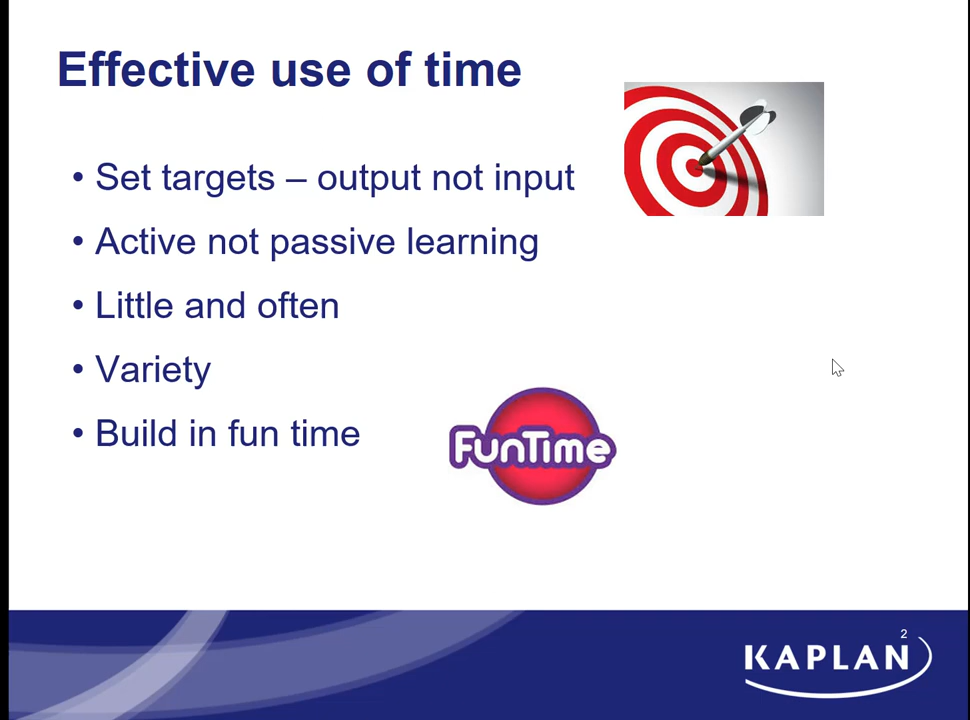 Effective use of time
• Set targets – output not input
• Active not passive learning
• Little and often
• Variety
• Build in fun time
FunTime
2
KAPLAN